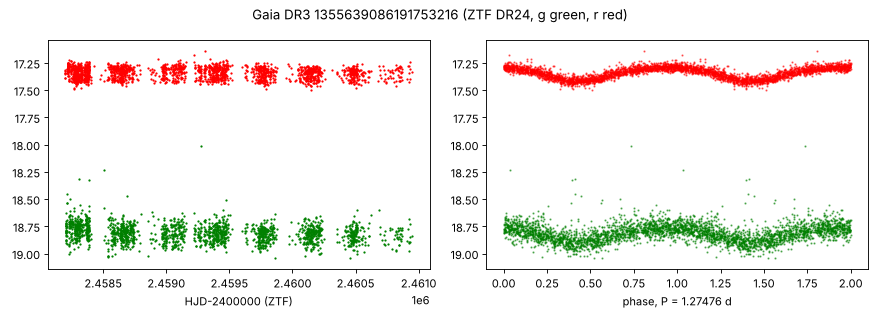 Gaia DR3 1355639086191753216 (ZTF DR24, g green, r red)
17.25
17.50
17.75
18.00
18.25
18.50
18.75
19.00
2.4585 2.4590 2.4595 2.4600 2.4605 2.4610
1e6
HJD-2400000 (ZTF)
17.25
17.50
17.75
18.00
18.25
18.50
18.75
19.00
0.00 0.25 0.50 0.75 1.00 1.25 1.50 1.75 2.00
phase, P = 1.27476 d